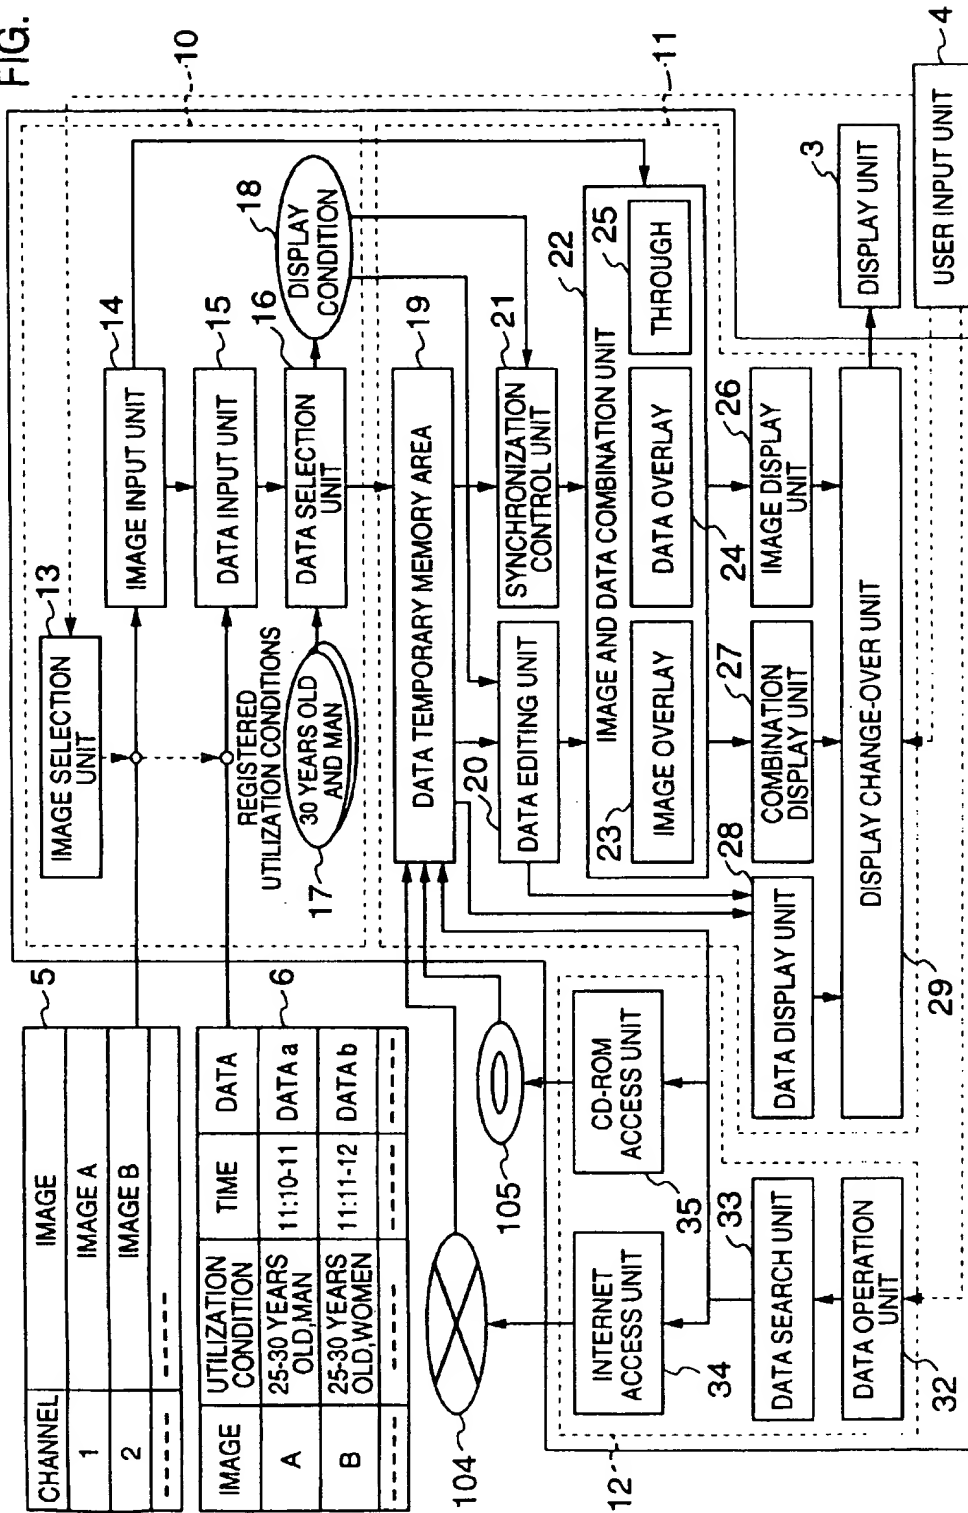 FIG.
5
CHANNEL IMAGE
1 IMAGE A
2 IMAGE B
6
IMAGE UTILIZATION CONDITION TIME DATA
A 25-30 YEARS OLD,MAN 11:10-11 DATA a
B 25-30 YEARS OLD,WOMEN 11:11-12 DATA b
10
13
IMAGE SELECTION
UNIT
14
IMAGE INPUT UNIT
15
DATA INPUT UNIT
16
DATA SELECTION
UNIT
REGISTERED
UTILIZATION CONDITIONS
30 YEARS OLD
AND MAN
17
18
DISPLAY
CONDITION
11
19
DATA TEMPORARY MEMORY AREA
20
DATA EDITING UNIT
21
SYNCHRONIZATION
CONTROL UNIT
22
IMAGE AND DATA COMBINATION UNIT
23
IMAGE OVERLAY
24
DATA OVERLAY
25
THROUGH
26
IMAGE DISPLAY
UNIT
27
COMBINATION
DISPLAY UNIT
28
DATA DISPLAY UNIT
29
DISPLAY CHANGE-OVER UNIT
3
DISPLAY UNIT
4
USER INPUT UNIT
104
105
12
34
INTERNET
ACCESS UNIT
35
CD-ROM
ACCESS UNIT
33
DATA SEARCH UNIT
32
DATA OPERATION
UNIT